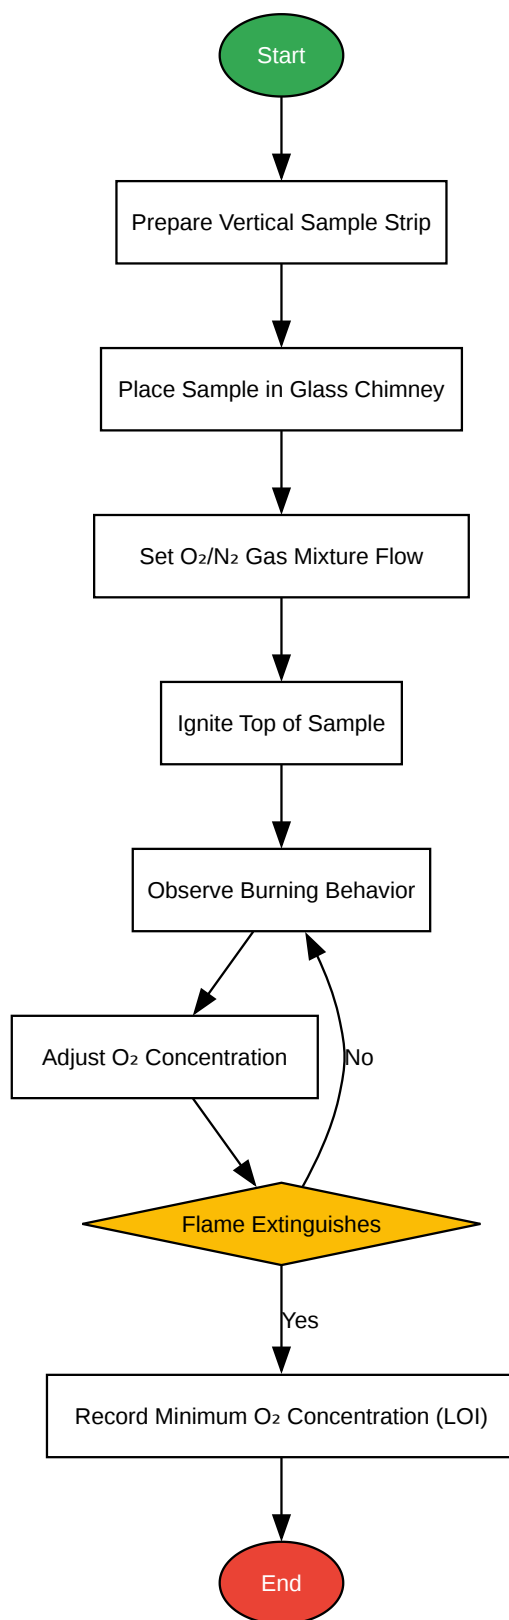 Start
Prepare Vertical Sample Strip
Place Sample in Glass Chimney
Set O₂/N₂ Gas Mixture Flow
Ignite Top of Sample
Observe Burning Behavior
Adjust O₂ Concentration
No
Flame Extinguishes
Yes
Record Minimum O₂ Concentration (LOI)
End